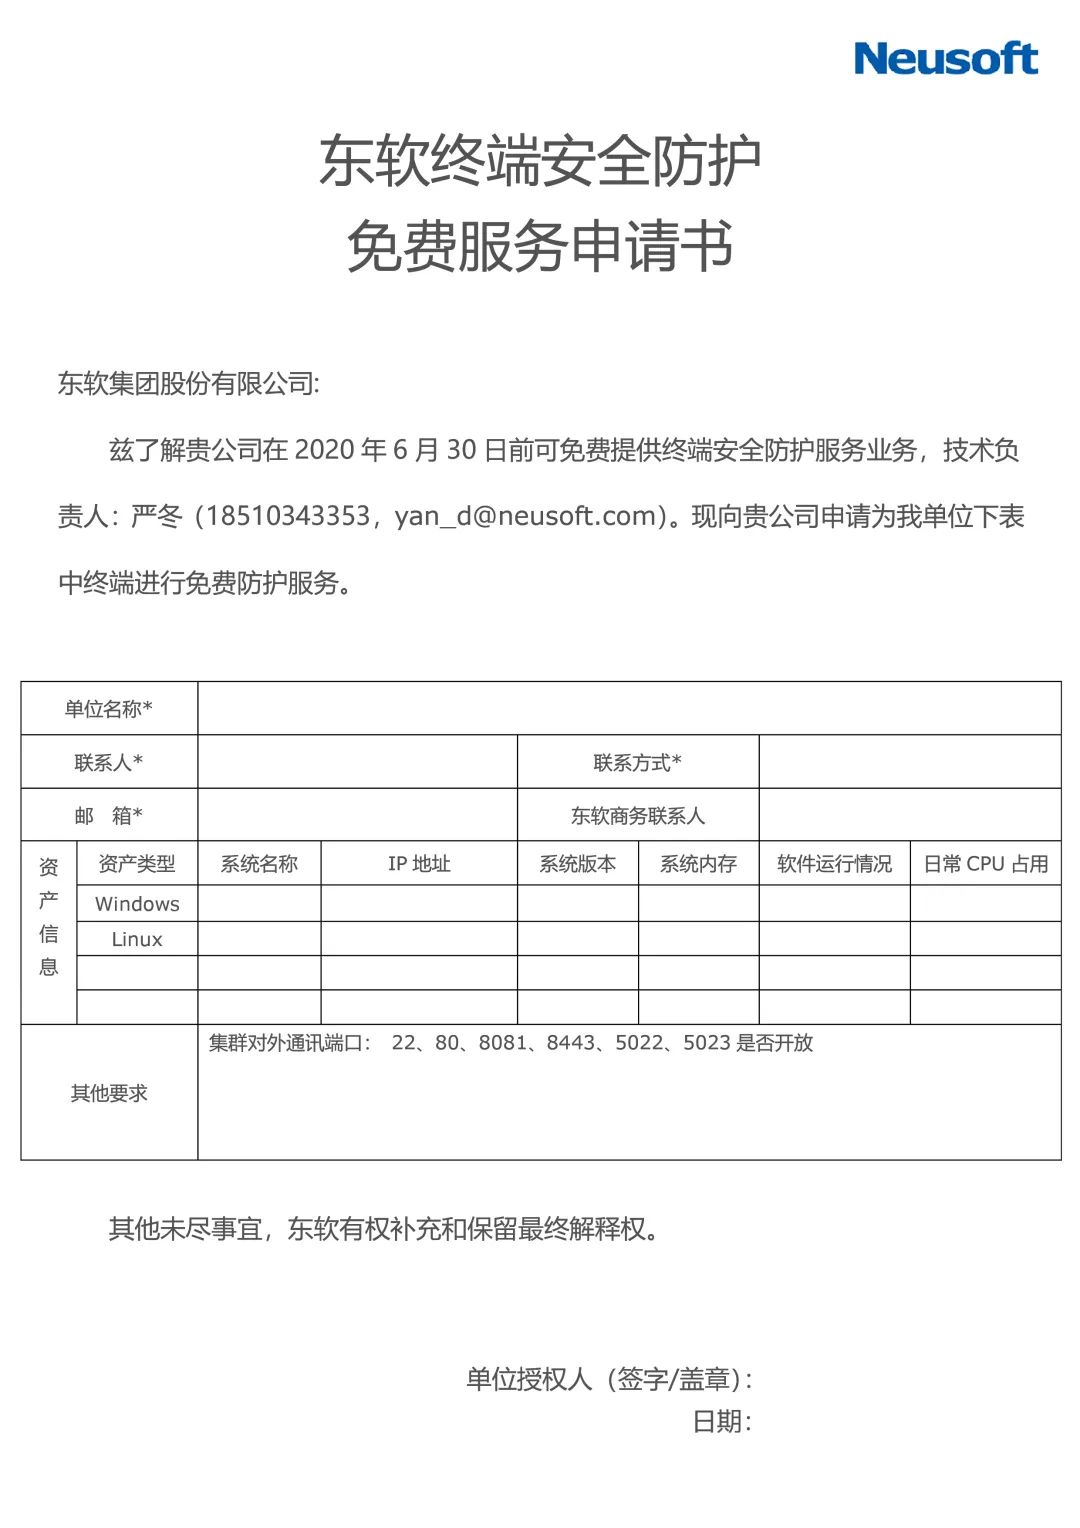 Neusoft
东软终端安全防护
免费服务申请书
东软集团股份有限公司:
兹了解贵公司在 2020 年 6 月 30 日前可免费提供终端安全防护服务业务，技术负
责人：严冬（18510343353，yan_d@neusoft.com）。现向贵公司申请为我单位下表
中终端进行免费防护服务。
单位名称*
联系人* 联系方式*
邮 箱* 东软商务联系人
资产信息
资产类型 系统名称 IP 地址 系统版本 系统内存 软件运行情况 日常 CPU 占用
Windows
Linux
其他要求
集群对外通讯端口： 22、80、8081、8443、5022、5023 是否开放
其他未尽事宜，东软有权补充和保留最终解释权。
单位授权人（签字/盖章）：
日期：